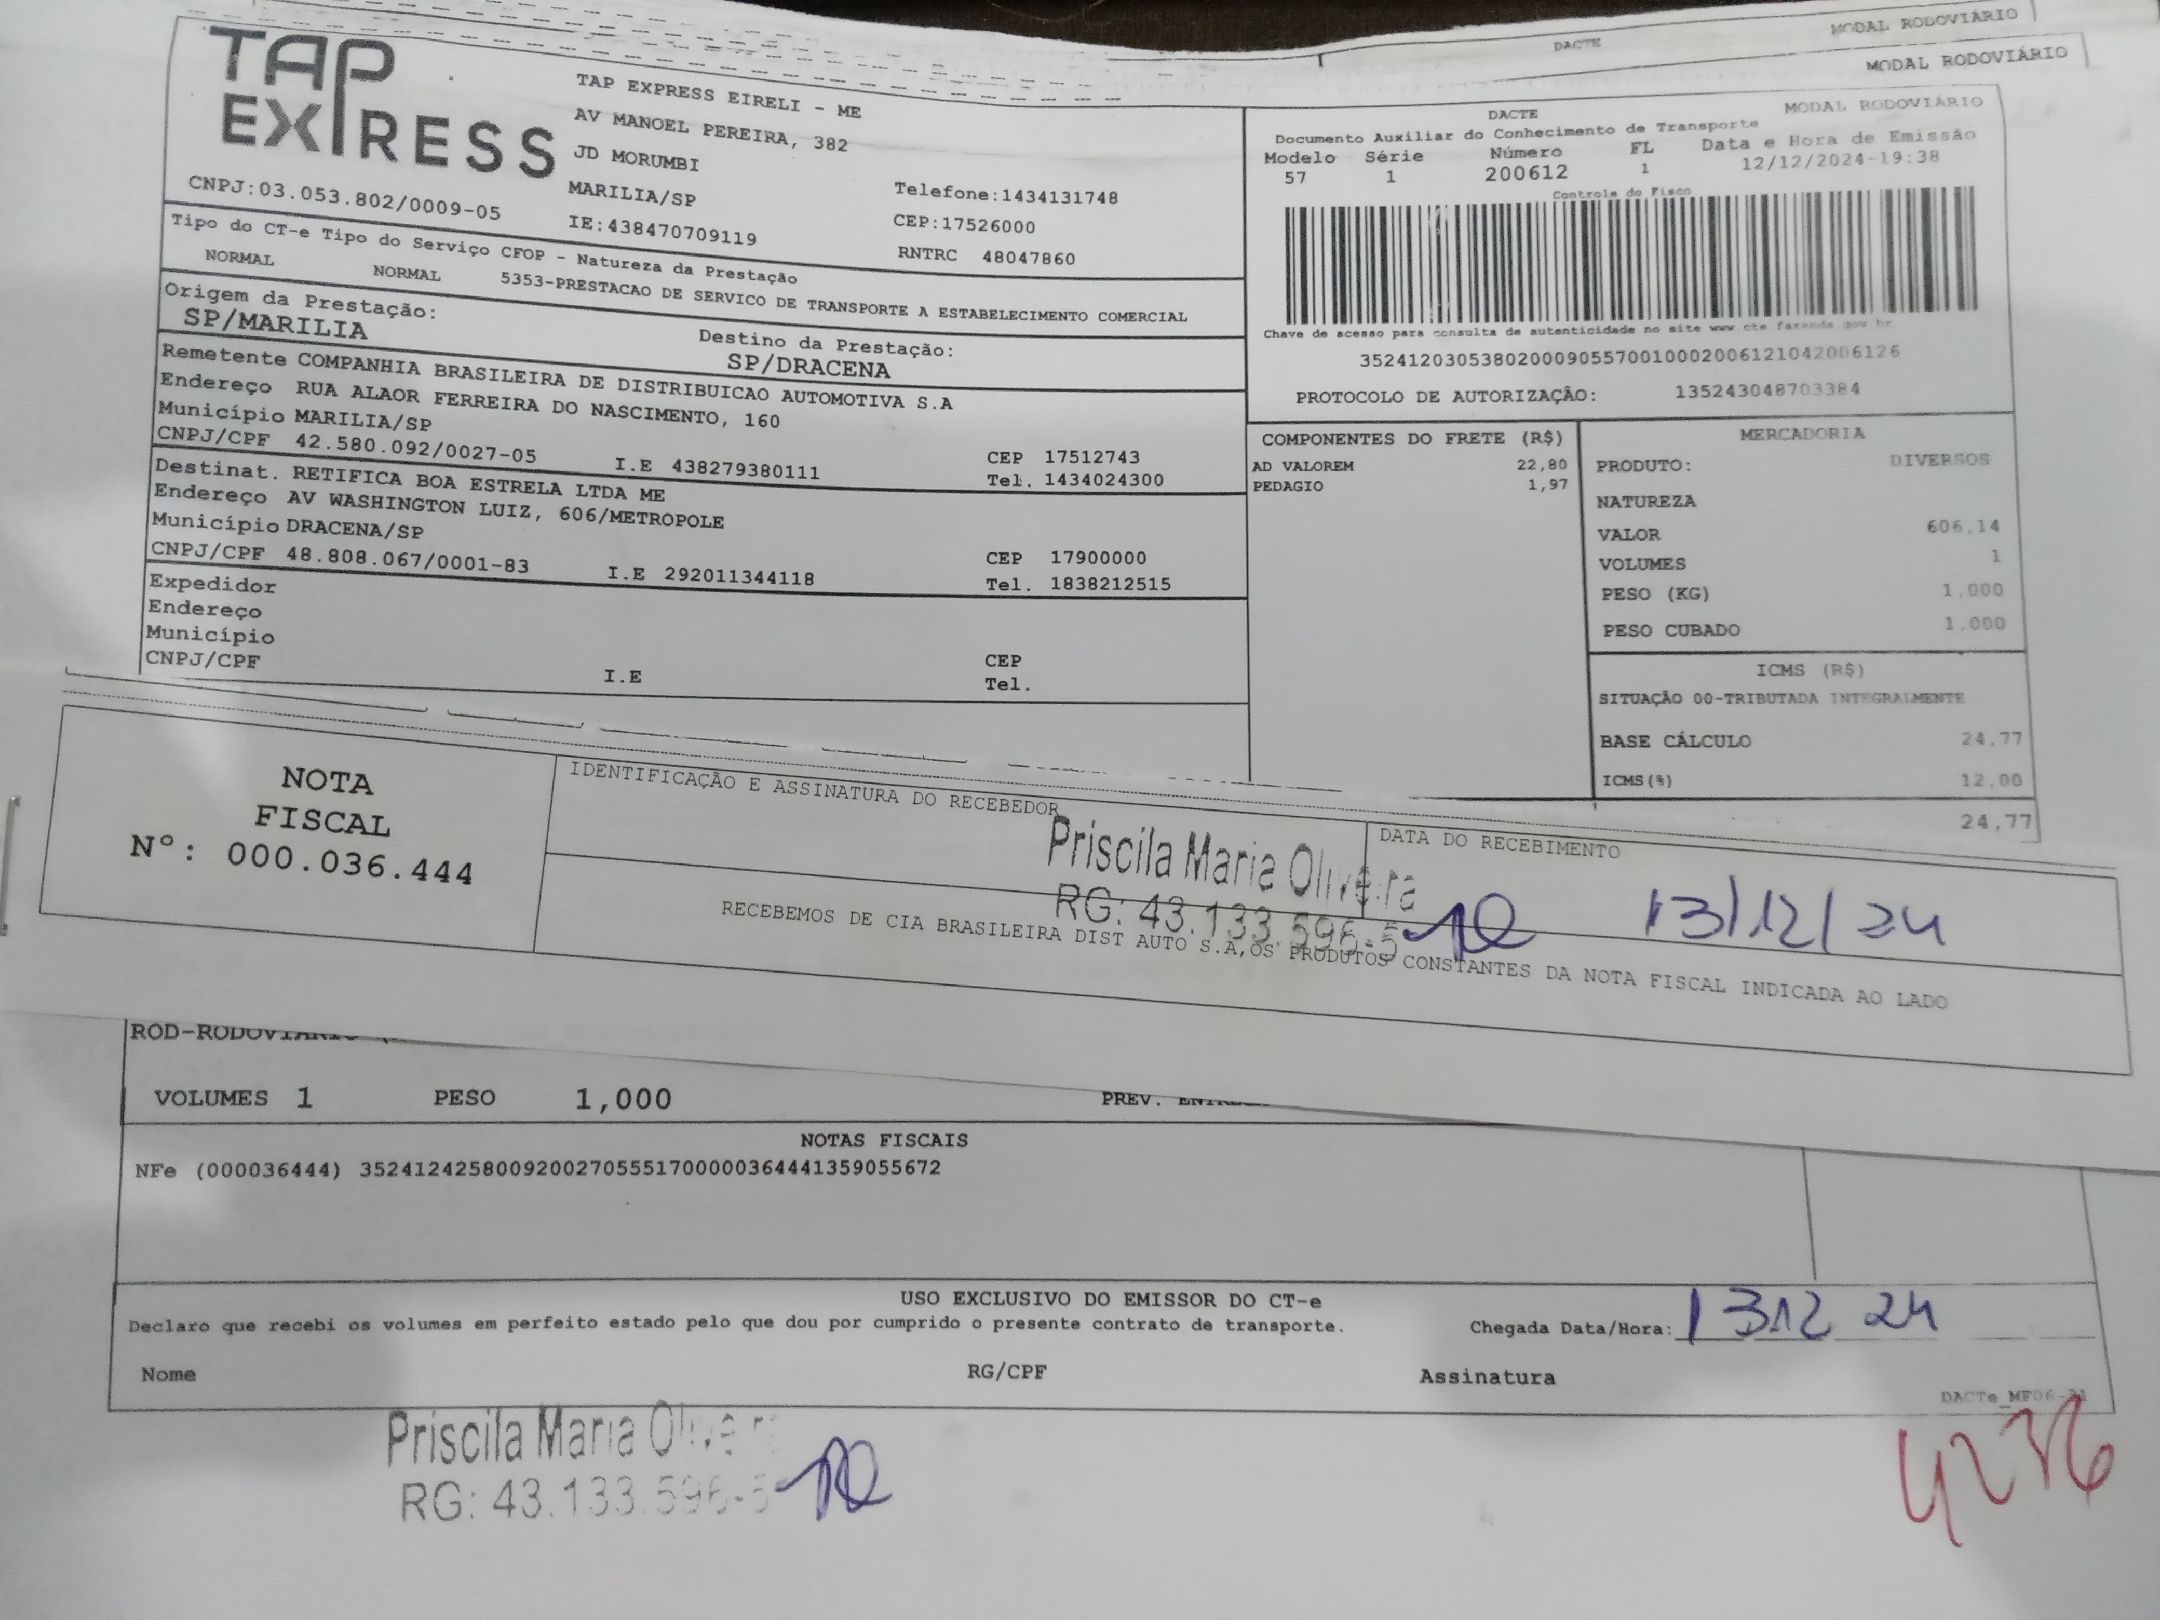 DACTE MODAL RODOVIÁRIO
MODAL RODOVIÁRIO
TAP EXPRESS
TAP EXPRESS EIRELI - ME
AV MANOEL PEREIRA, 382
JD MORUMBI
MARILIA/SP
IE:438470709119
CNPJ:03.053.802/0009-05
Telefone:1434131748
CEP:17526000
RNTRC 48047860
DACTE
MODAL RODOVIÁRIO
Documento Auxiliar do Conhecimento de Transporte
Modelo Série Número FL Data e Hora de Emissão
57 1 200612 1 12/12/2024-19:38
Controle do Fisco
Chave de acesso para consulta de autenticidade no site www.cte.fazenda.gov.br
35241203053802000905570010002006121042006126
PROTOCOLO DE AUTORIZAÇÃO: 135243048703384
Tipo do CT-e Tipo do Serviço CFOP - Natureza da Prestação
NORMAL NORMAL 5353-PRESTACAO DE SERVICO DE TRANSPORTE A ESTABELECIMENTO COMERCIAL
Origem da Prestação: Destino da Prestação:
SP/MARILIA SP/DRACENA
Remetente COMPANHIA BRASILEIRA DE DISTRIBUICAO AUTOMOTIVA S.A
Endereço RUA ALAOR FERREIRA DO NASCIMENTO, 160
Município MARILIA/SP CEP 17512743
CNPJ/CPF 42.580.092/0027-05 I.E 438279380111 Tel. 1434024300
Destinat. RETIFICA BOA ESTRELA LTDA ME
Endereço AV WASHINGTON LUIZ, 606/METROPOLE
Município DRACENA/SP CEP 17900000
CNPJ/CPF 48.808.067/0001-83 I.E 292011344118 Tel. 1838212515
Expedidor
Endereço
Município CEP
CNPJ/CPF I.E Tel.
COMPONENTES DO FRETE (R$)
AD VALOREM 22,80
PEDAGIO 1,97
MERCADORIA
PRODUTO: DIVERSOS
NATUREZA
VALOR 606,14
VOLUMES 1
PESO (KG) 1,000
PESO CUBADO 1,000
ICMS (R$)
SITUAÇÃO 00-TRIBUTADA INTEGRALMENTE
BASE CÁLCULO 24,77
ICMS(%) 12,00
24,77
NOTA
FISCAL
Nº: 000.036.444
IDENTIFICAÇÃO E ASSINATURA DO RECEBEDOR
DATA DO RECEBIMENTO
Priscila Maria Oliveira
RG: 43.133.596-5
13/12/24
RECEBEMOS DE CIA BRASILEIRA DIST AUTO S.A,OS PRODUTOS CONSTANTES DA NOTA FISCAL INDICADA AO LADO
ROD-RODOVIÁRIO
VOLUMES 1 PESO 1,000 PREV.
NOTAS FISCAIS
NFe (000036444) 35241242580092002705551700000364441359055672
USO EXCLUSIVO DO EMISSOR DO CT-e
Declaro que recebi os volumes em perfeito estado pelo que dou por cumprido o presente contrato de transporte. Chegada Data/Hora: 13 12 24
Nome RG/CPF Assinatura
Priscila Maria Oliveira
RG: 43.133.596-5
4236